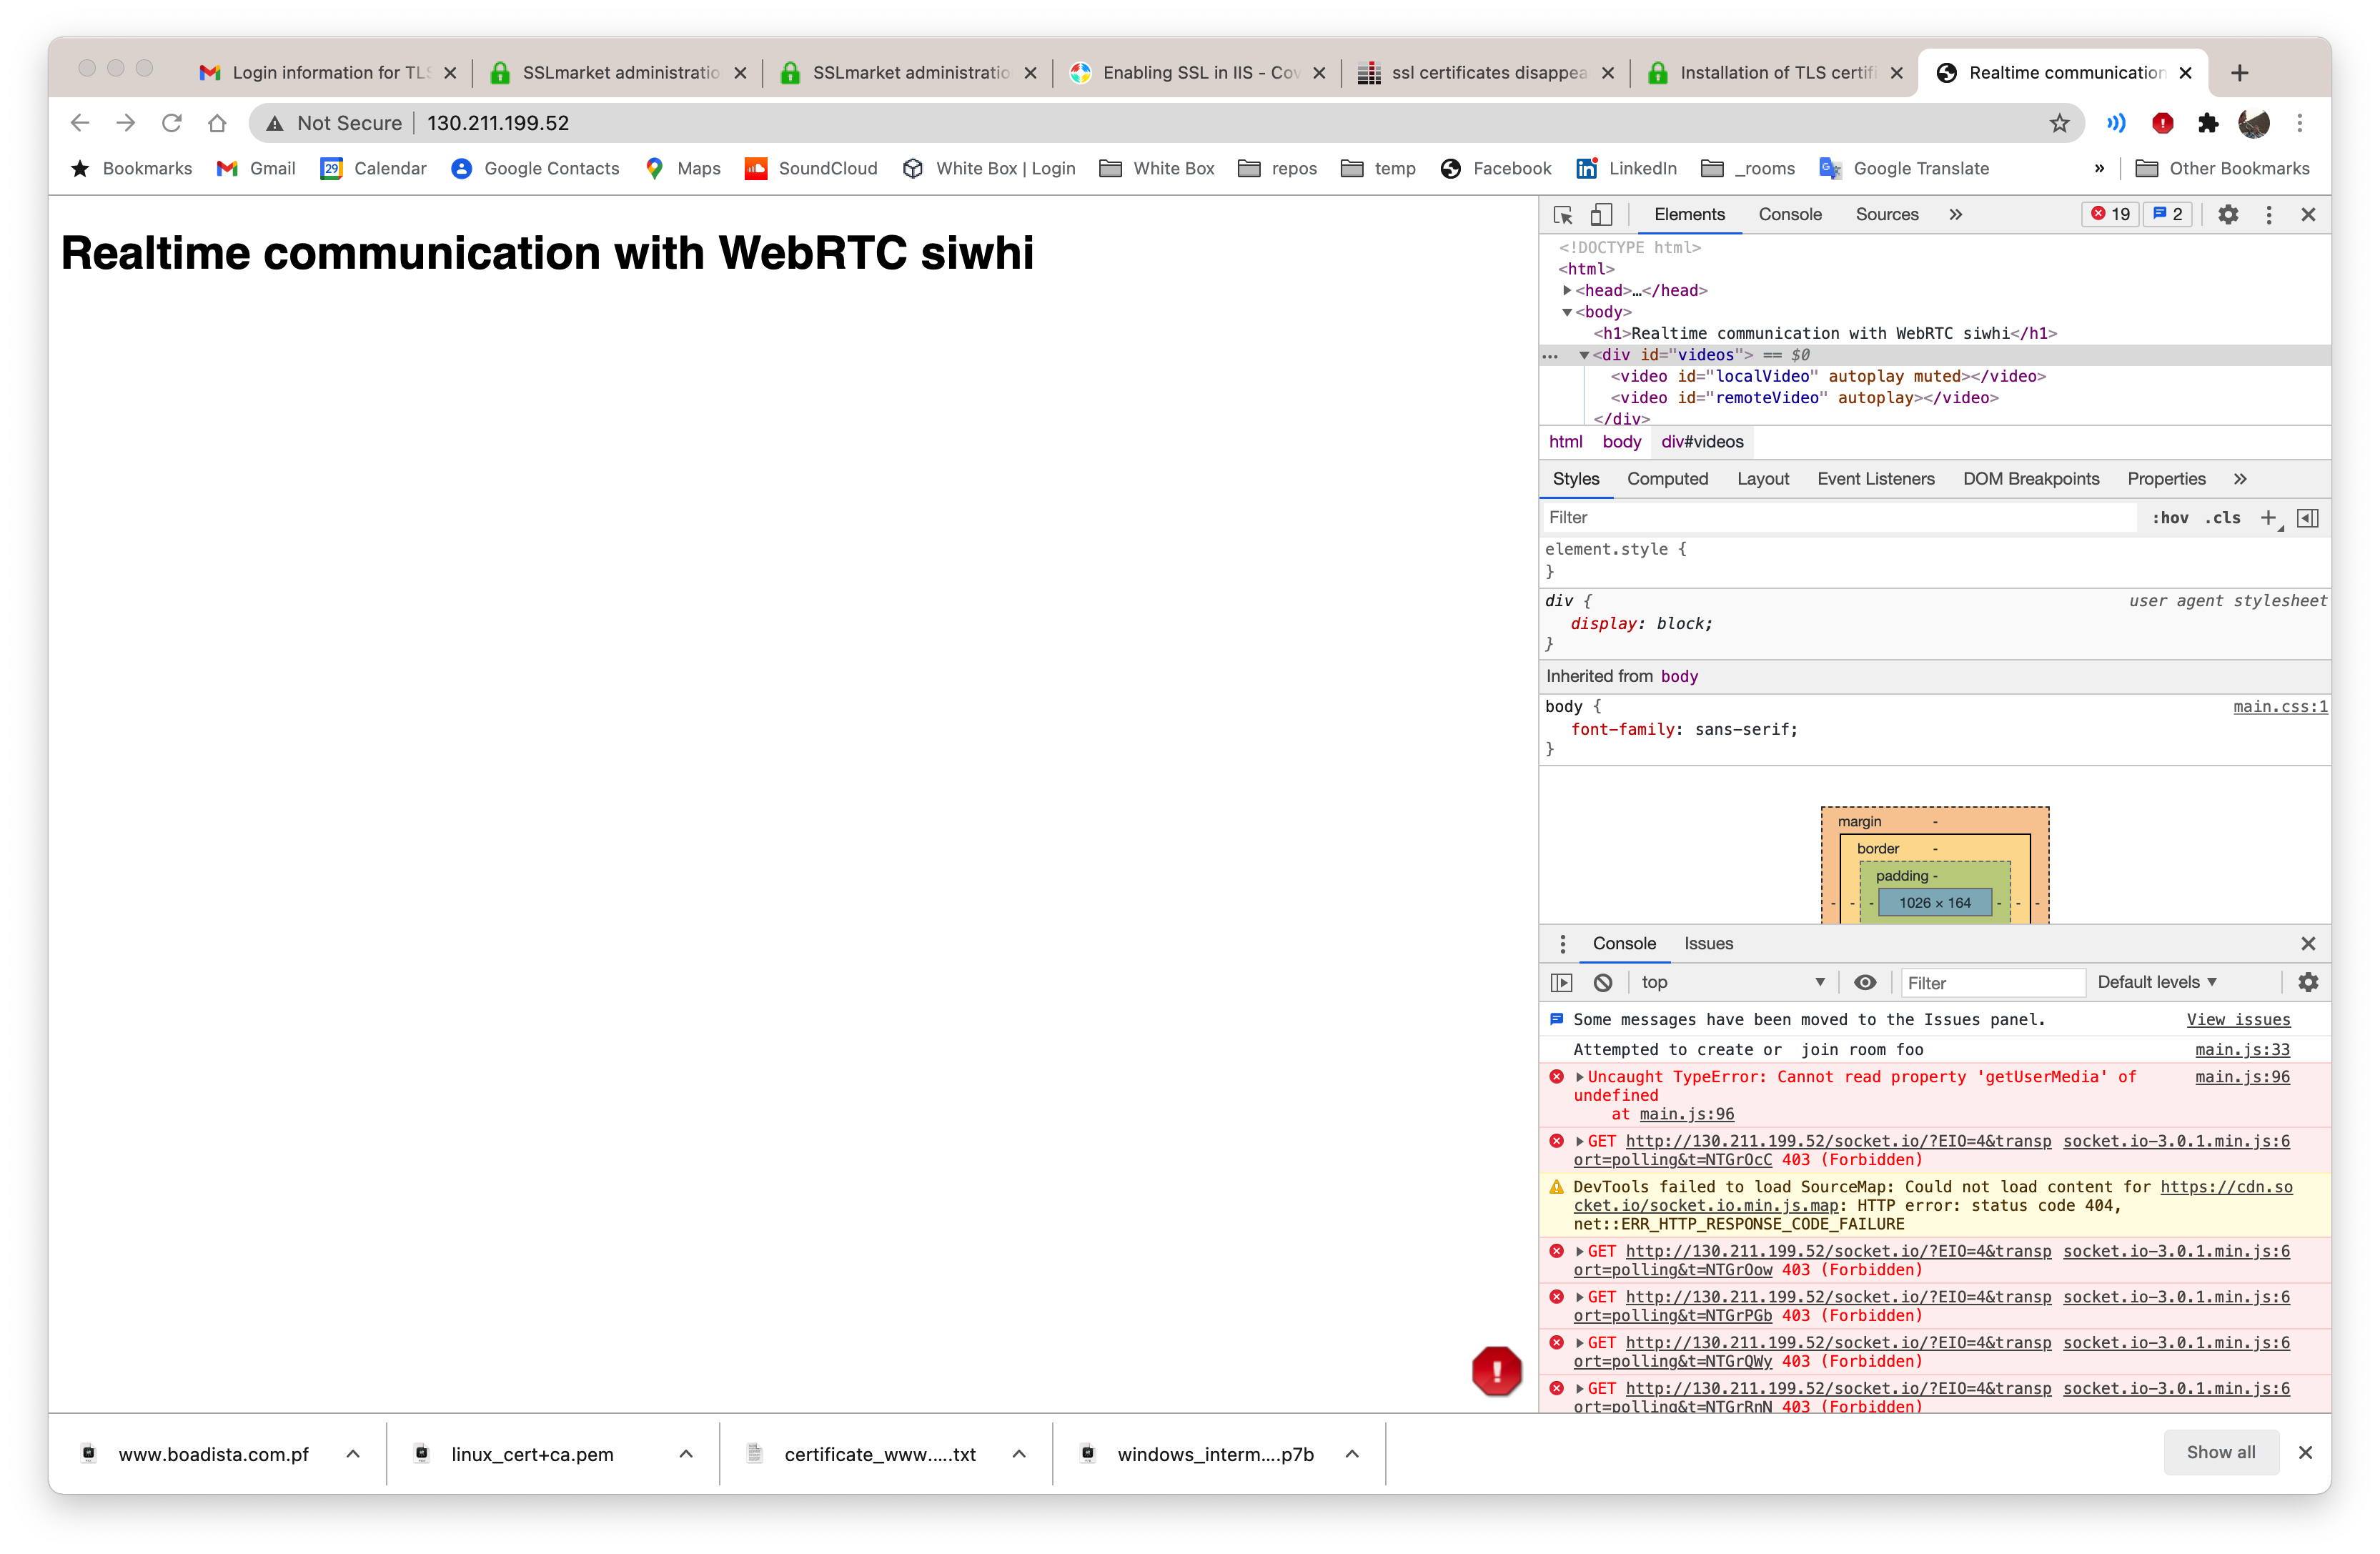 Login information for TLS
SSLmarket administratio
SSLmarket administratio
Enabling SSL in IIS - Cov
ssl certificates disappea
Installation of TLS certifi
Realtime communication
Not Secure
130.211.199.52
Bookmarks
Gmail
29
Calendar
Google Contacts
Maps
SoundCloud
White Box | Login
White Box
repos
temp
Facebook
LinkedIn
_rooms
Google Translate
»
Other Bookmarks
Realtime communication with WebRTC siwhi
Elements
Console
Sources
»
19
2
<!DOCTYPE html>
<html>
<head>…</head>
<body>
<h1>Realtime communication with WebRTC siwhi</h1>
<div id="videos"> == $0
<video id="localVideo" autoplay muted></video>
<video id="remoteVideo" autoplay></video>
</div>
html body div#videos
Styles
Computed
Layout
Event Listeners
DOM Breakpoints
Properties
»
Filter
:hov
.cls
+
element.style {
}
div {
user agent stylesheet
display: block;
}
Inherited from body
body {
main.css:1
font-family: sans-serif;
}
margin -
border -
padding -
- - - 1026 × 164 - - -
Console
Issues
top
Filter
Default levels
Some messages have been moved to the Issues panel.
View issues
Attempted to create or  join room foo
main.js:33
Uncaught TypeError: Cannot read property 'getUserMedia' of
main.js:96
undefined
at main.js:96
GET http://130.211.199.52/socket.io/?EIO=4&transp
socket.io-3.0.1.min.js:6
ort=polling&t=NTGrOcC 403 (Forbidden)
DevTools failed to load SourceMap: Could not load content for https://cdn.so
cket.io/socket.io.min.js.map: HTTP error: status code 404,
net::ERR_HTTP_RESPONSE_CODE_FAILURE
GET http://130.211.199.52/socket.io/?EIO=4&transp
socket.io-3.0.1.min.js:6
ort=polling&t=NTGrOow 403 (Forbidden)
GET http://130.211.199.52/socket.io/?EIO=4&transp
socket.io-3.0.1.min.js:6
ort=polling&t=NTGrPGb 403 (Forbidden)
GET http://130.211.199.52/socket.io/?EIO=4&transp
socket.io-3.0.1.min.js:6
ort=polling&t=NTGrQWy 403 (Forbidden)
GET http://130.211.199.52/socket.io/?EIO=4&transp
socket.io-3.0.1.min.js:6
ort=polling&t=NTGrRnN 403 (Forbidden)
www.boadista.com.pf
linux_cert+ca.pem
certificate_www.....txt
windows_interm....p7b
Show all